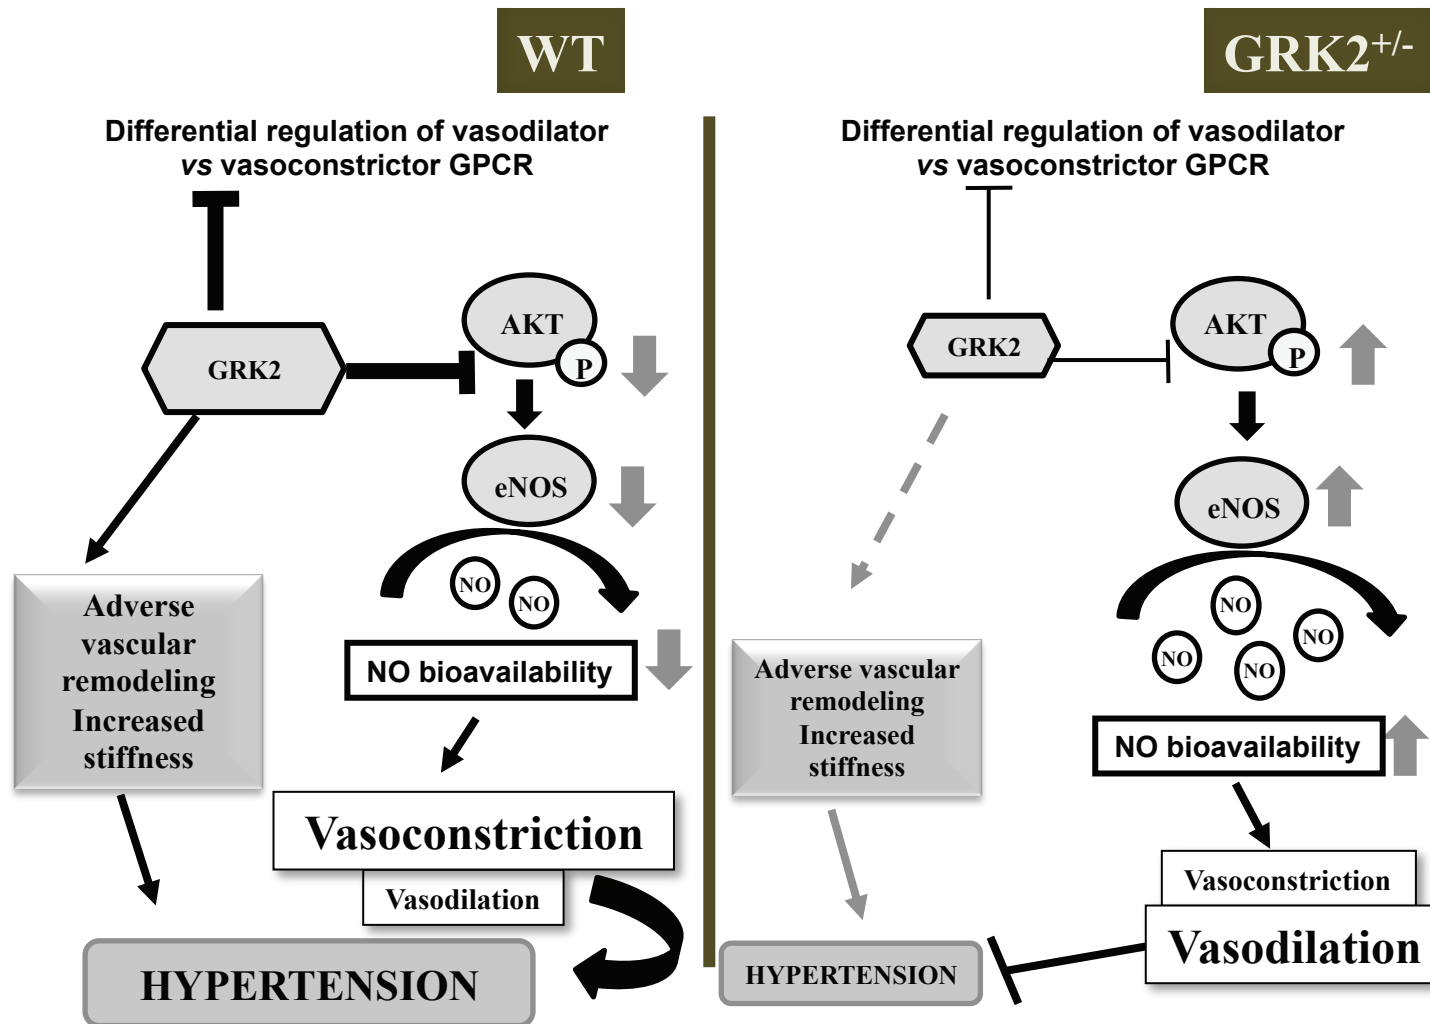 WT
Differential regulation of vasodilator
vs vasoconstrictor GPCR
GRK2
AKT
P
eNOS
NO
NO
NO bioavailability
Adverse
vascular
remodeling
Increased
stiffness
Vasoconstriction
Vasodilation
HYPERTENSION
GRK2+/-
Differential regulation of vasodilator
vs vasoconstrictor GPCR
GRK2
AKT
P
eNOS
NO
NO
NO
NO
NO bioavailability
Adverse vascular
remodeling
Increased
stiffness
Vasoconstriction
Vasodilation
HYPERTENSION